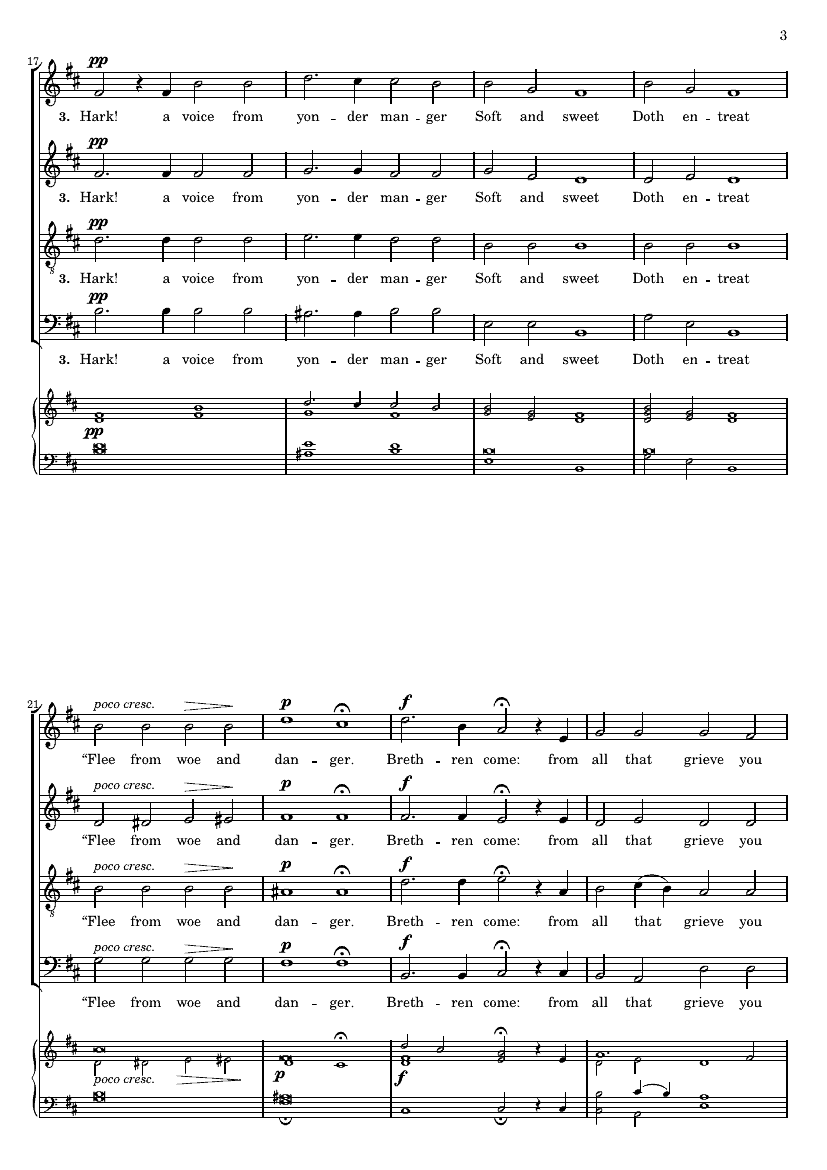 3
17
pp
3. Hark! a voice from yon – der man – ger Soft and sweet Doth en – treat
pp
3. Hark! a voice from yon – der man – ger Soft and sweet Doth en – treat
pp
8
3. Hark! a voice from yon – der man – ger Soft and sweet Doth en – treat
pp
3. Hark! a voice from yon – der man – ger Soft and sweet Doth en – treat
pp
21
poco cresc. p f
“Flee from woe and dan – ger. Breth – ren come: from all that grieve you
poco cresc. p f
“Flee from woe and dan – ger. Breth – ren come: from all that grieve you
poco cresc. p f
8
“Flee from woe and dan – ger. Breth – ren come: from all that grieve you
poco cresc. p f
“Flee from woe and dan – ger. Breth – ren come: from all that grieve you
poco cresc. p f